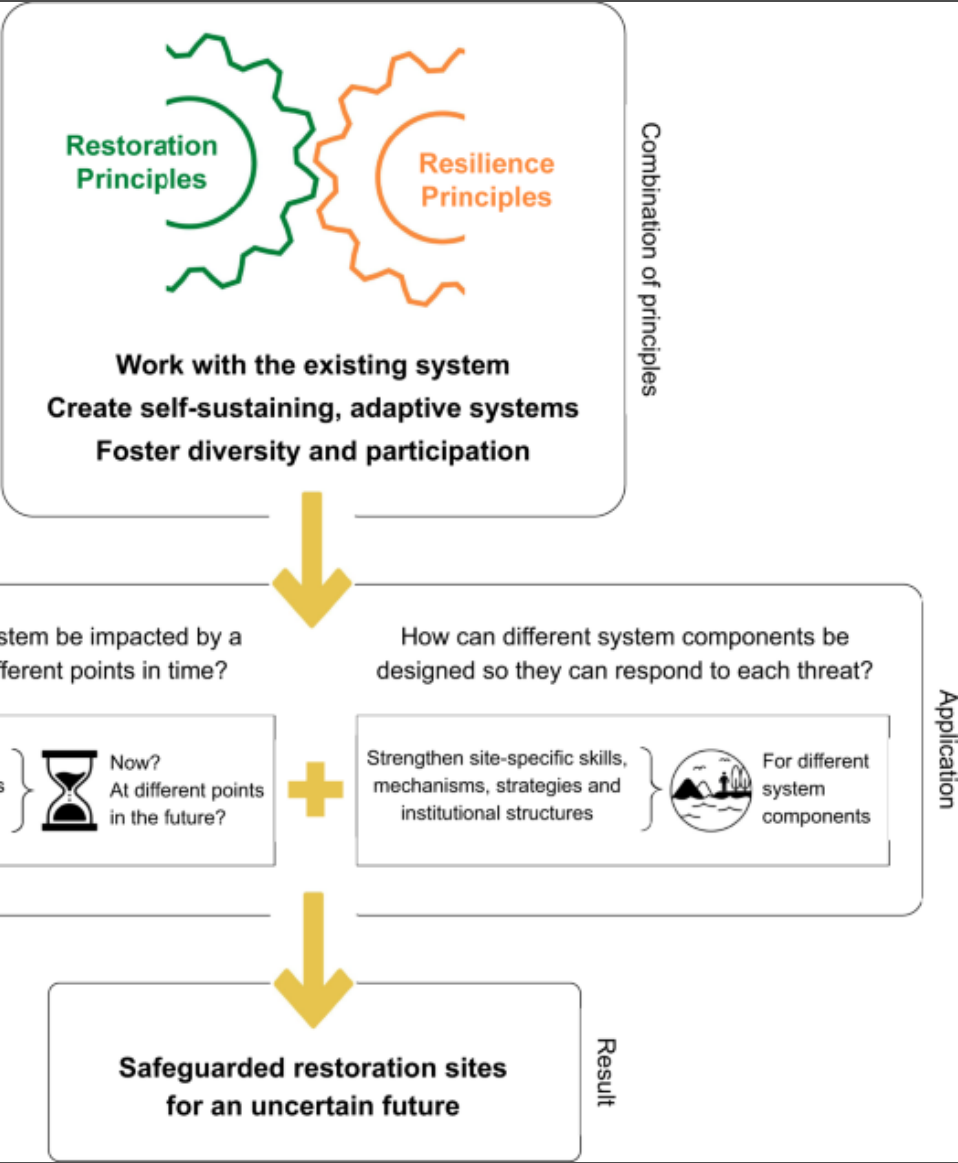 Restoration
Principles
Resilience
Principles
Combination of principles
Work with the existing system
Create self-sustaining, adaptive systems
Foster diversity and participation
be impacted by a
points in time?
How can different system components be
designed so they can respond to each threat?
Now?
At different points
in the future?
Strengthen site-specific skills,
mechanisms, strategies and
institutional structures
For different
system
components
Application
Safeguarded restoration sites
for an uncertain future
Result